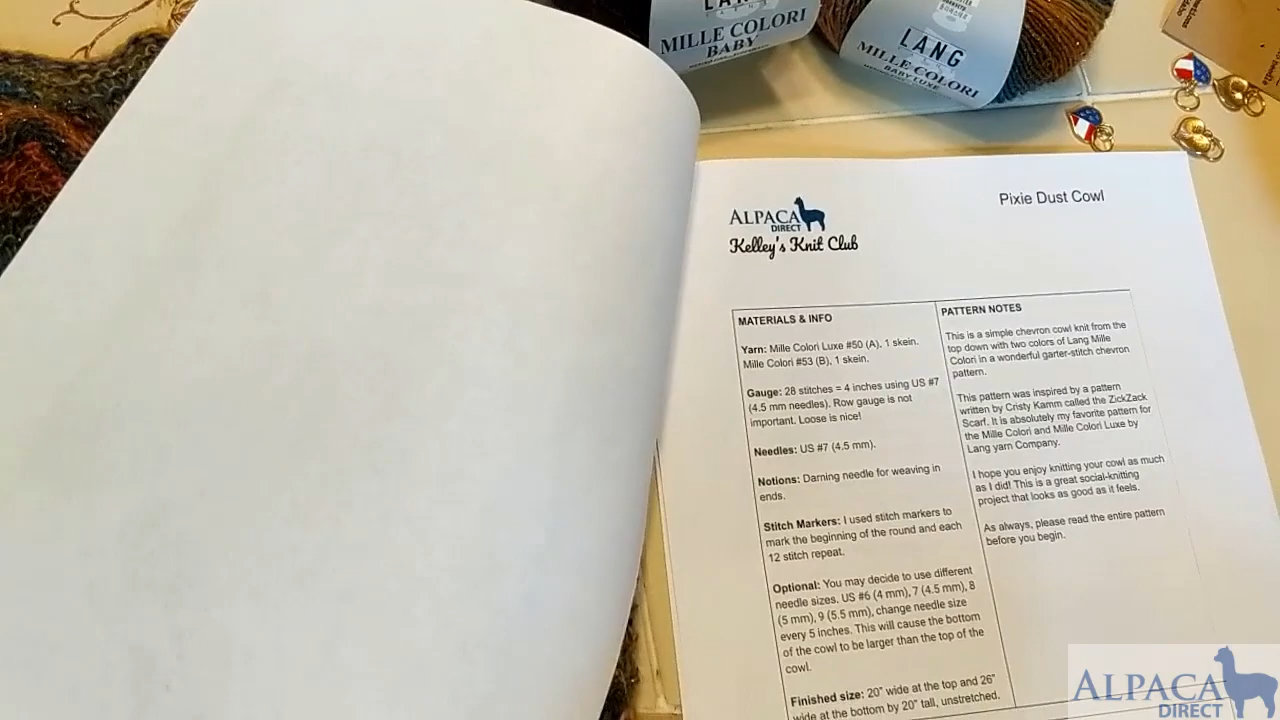 LANG
MILLE COLORI
BABY
LANG
MILLE COLORI
BABY LUXE
Pixie Dust Cowl
ALPACA
DIRECT
Kelley's Knit Club
MATERIALS & INFO
Yarn: Mille Colori Luxe #50 (A), 1 skein.
Mille Colori #53 (B), 1 skein.
Gauge: 28 stitches = 4 inches using US #7
(4.5 mm needles). Row gauge is not
important. Loose is nice!
Needles: US #7 (4.5 mm).
Notions: Darning needle for weaving in
ends.
Stitch Markers: I used stitch markers to
mark the beginning of the round and each
12 stitch repeat.
Optional: You may decide to use different
needle sizes. US #6 (4 mm), 7 (4.5 mm), 8
(5 mm), 9 (5.5 mm), change needle size
every 5 inches. This will cause the bottom
of the cowl to be larger than the top of the
cowl.
Finished size: 20" wide at the top and 26"
wide at the bottom by 20" tall, unstretched.
PATTERN NOTES
This is a simple chevron cowl knit from the
top down with two colors of Lang Mille
Colori in a wonderful garter-stitch chevron
pattern.
This pattern was inspired by a pattern
written by Cristy Kamm called the ZickZack
Scarf. It is absolutely my favorite pattern for
the Mille Colori and Mille Colori Luxe by
Lang yarn Company.
I hope you enjoy knitting your cowl as much
as I did! This is a great social-knitting
project that looks as good as it feels.
As always, please read the entire pattern
before you begin.
ALPACA
DIRECT